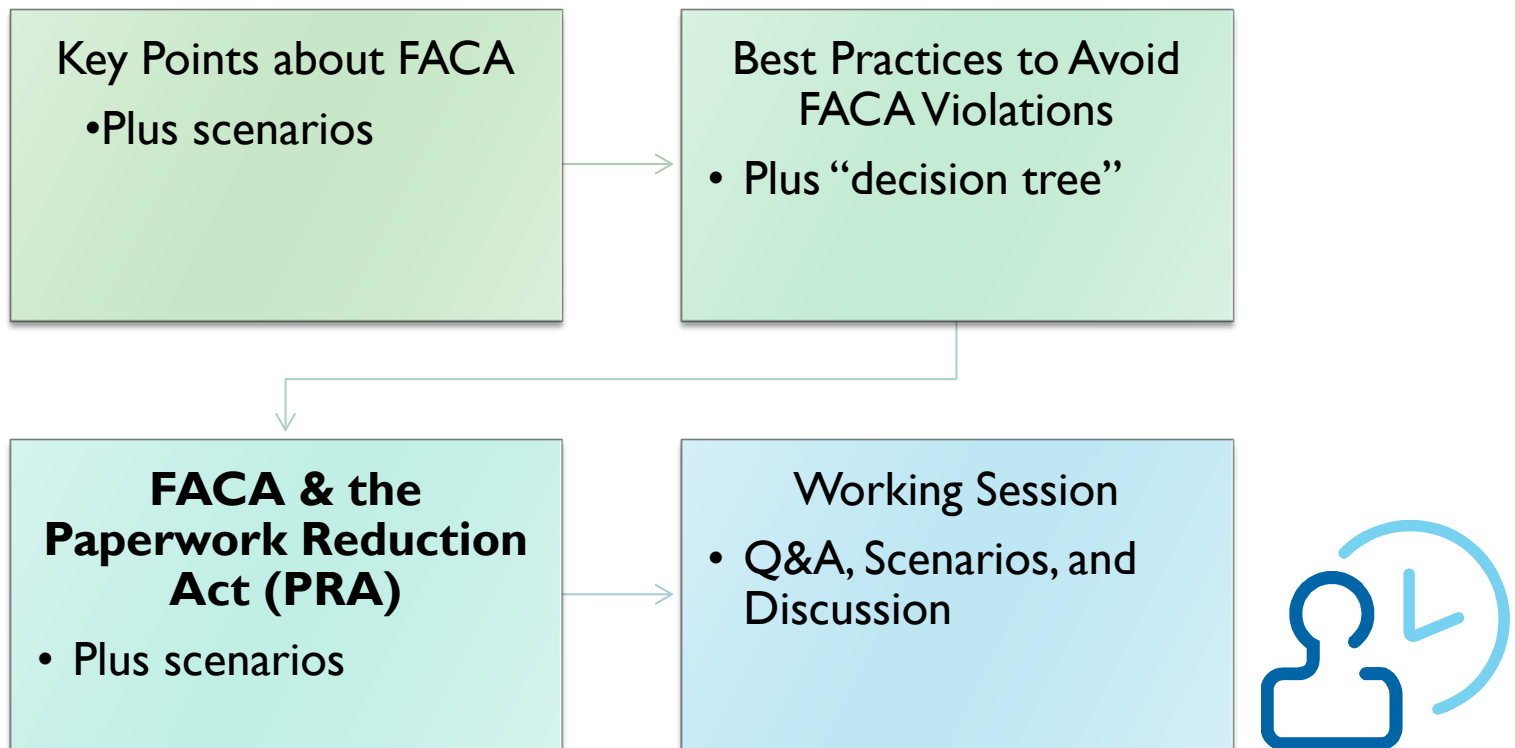 Key Points about FACA
•Plus scenarios
Best Practices to Avoid
FACA Violations
• Plus “decision tree”
FACA & the
Paperwork Reduction
Act (PRA)
• Plus scenarios
Working Session
• Q&A, Scenarios, and
Discussion